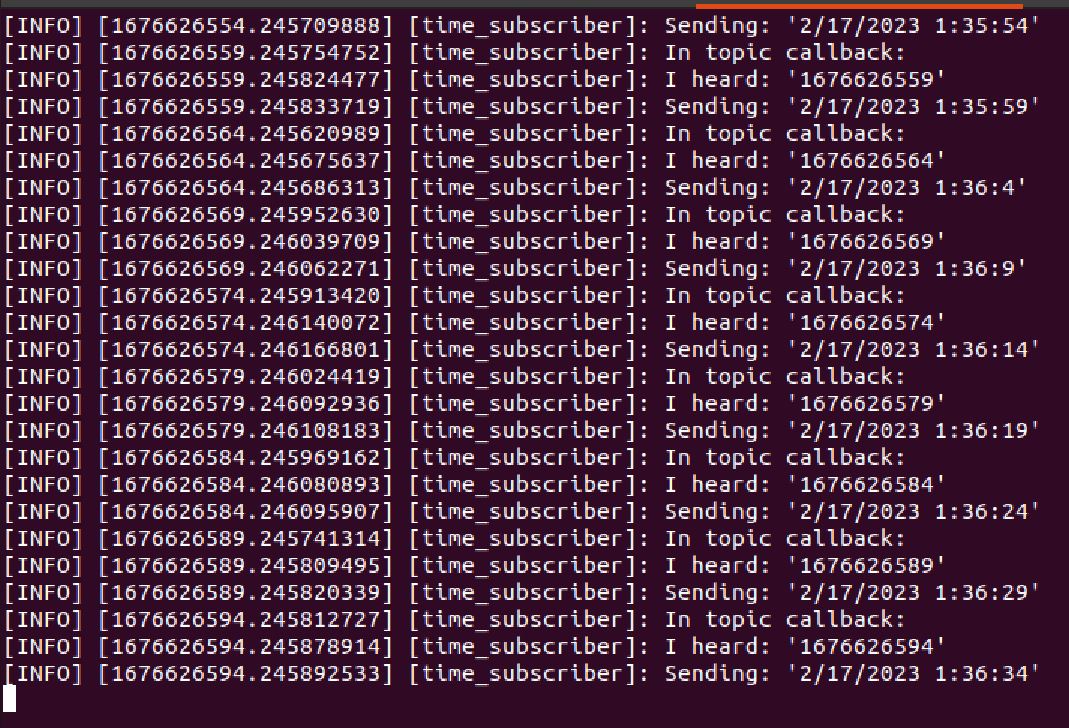 [INFO] [1676626554.245709888] [time_subscriber]: Sending: '2/17/2023 1:35:54'
[INFO] [1676626559.245754752] [time_subscriber]: In topic callback:
[INFO] [1676626559.245824477] [time_subscriber]: I heard: '1676626559'
[INFO] [1676626559.245833719] [time_subscriber]: Sending: '2/17/2023 1:35:59'
[INFO] [1676626564.245620989] [time_subscriber]: In topic callback:
[INFO] [1676626564.245675637] [time_subscriber]: I heard: '1676626564'
[INFO] [1676626564.245686313] [time_subscriber]: Sending: '2/17/2023 1:36:4'
[INFO] [1676626569.245952630] [time_subscriber]: In topic callback:
[INFO] [1676626569.246039709] [time_subscriber]: I heard: '1676626569'
[INFO] [1676626569.246062271] [time_subscriber]: Sending: '2/17/2023 1:36:9'
[INFO] [1676626574.245913420] [time_subscriber]: In topic callback:
[INFO] [1676626574.246140072] [time_subscriber]: I heard: '1676626574'
[INFO] [1676626574.246166801] [time_subscriber]: Sending: '2/17/2023 1:36:14'
[INFO] [1676626579.246024419] [time_subscriber]: In topic callback:
[INFO] [1676626579.246092936] [time_subscriber]: I heard: '1676626579'
[INFO] [1676626579.246108183] [time_subscriber]: Sending: '2/17/2023 1:36:19'
[INFO] [1676626584.245969162] [time_subscriber]: In topic callback:
[INFO] [1676626584.246080893] [time_subscriber]: I heard: '1676626584'
[INFO] [1676626584.246095907] [time_subscriber]: Sending: '2/17/2023 1:36:24'
[INFO] [1676626589.245741314] [time_subscriber]: In topic callback:
[INFO] [1676626589.245809495] [time_subscriber]: I heard: '1676626589'
[INFO] [1676626589.245820339] [time_subscriber]: Sending: '2/17/2023 1:36:29'
[INFO] [1676626594.245812727] [time_subscriber]: In topic callback:
[INFO] [1676626594.245878914] [time_subscriber]: I heard: '1676626594'
[INFO] [1676626594.245892533] [time_subscriber]: Sending: '2/17/2023 1:36:34'